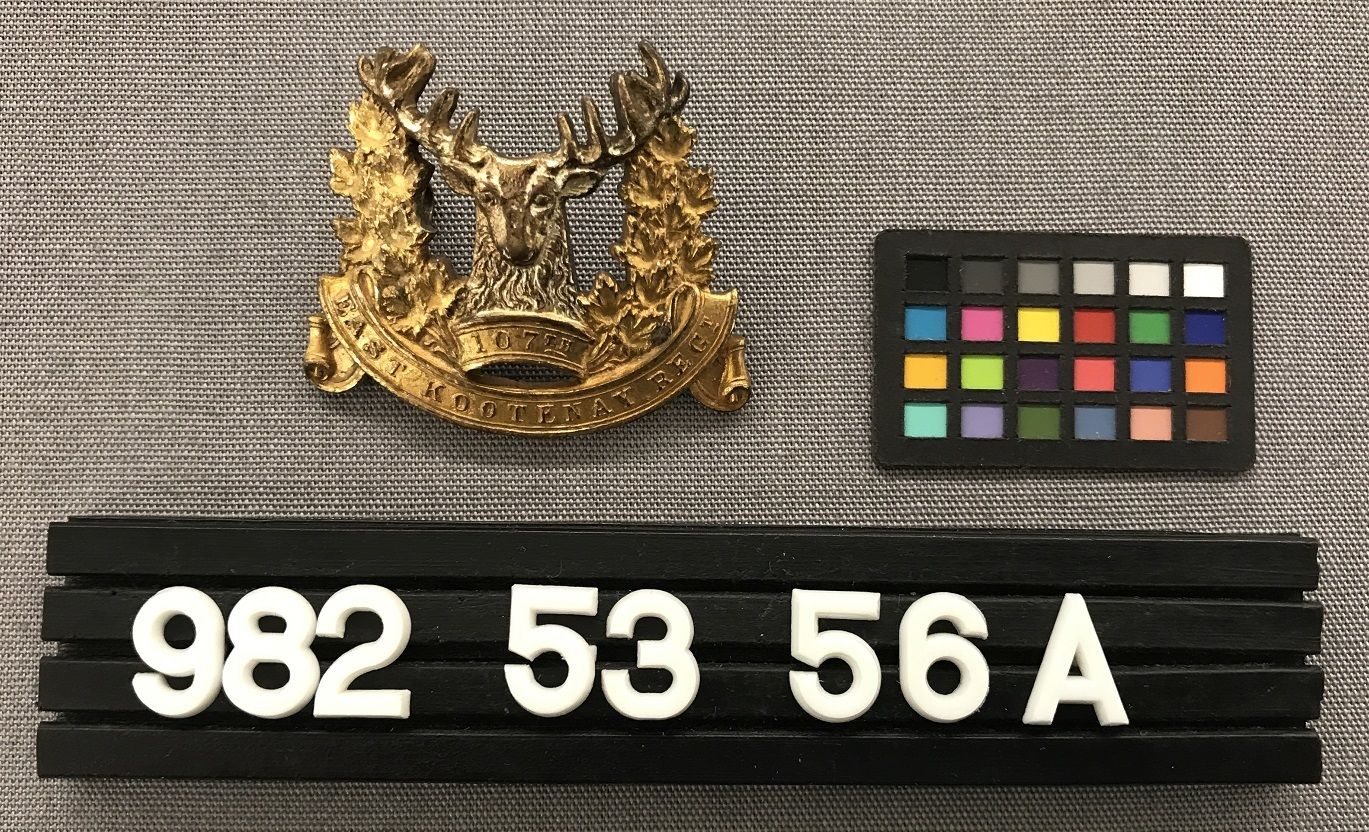 107TH
EAST KOOTENAY REGT
982 53 56 A